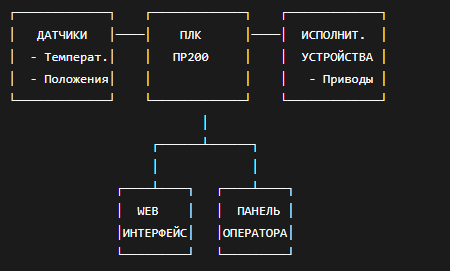 ДАТЧИКИ
- Температ.
- Положения
ПЛК
ПР200
ИСПОЛНИТ.
УСТРОЙСТВА
- Приводы
WEB
ИНТЕРФЕЙС
ПАНЕЛЬ
ОПЕРАТОРА